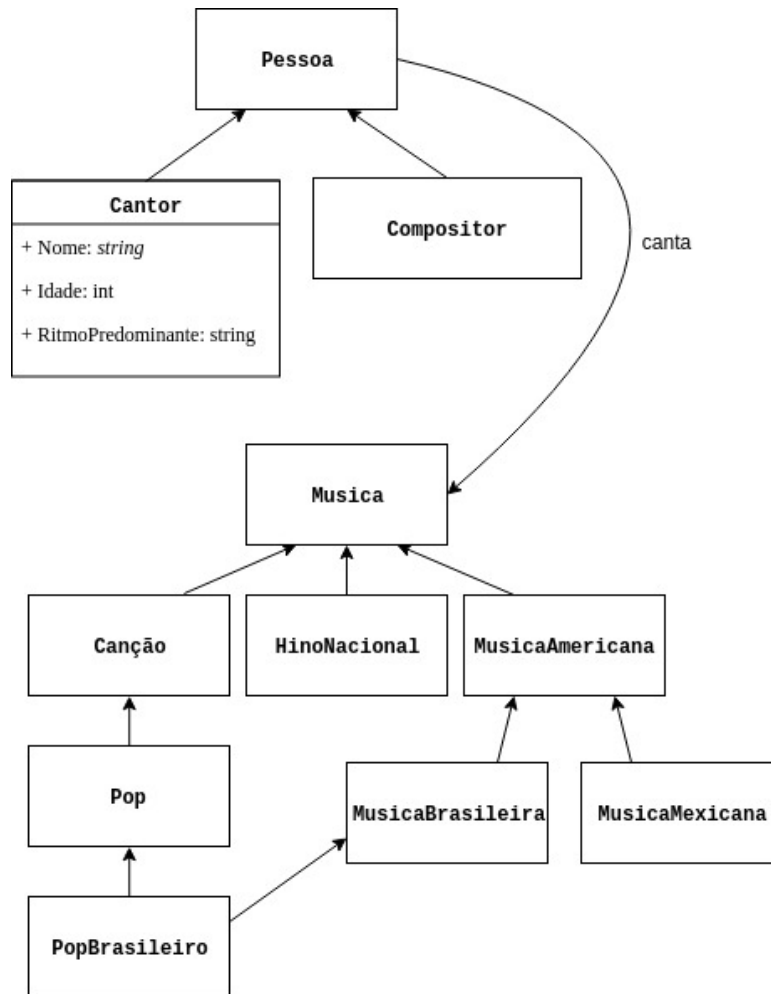 Pessoa
Cantor
+ Nome: string
+ Idade: int
+ RitmoPredominante: string
Compositor
canta
Musica
Canção
HinoNacional
MusicaAmericana
Pop
MusicaBrasileira
MusicaMexicana
PopBrasileiro